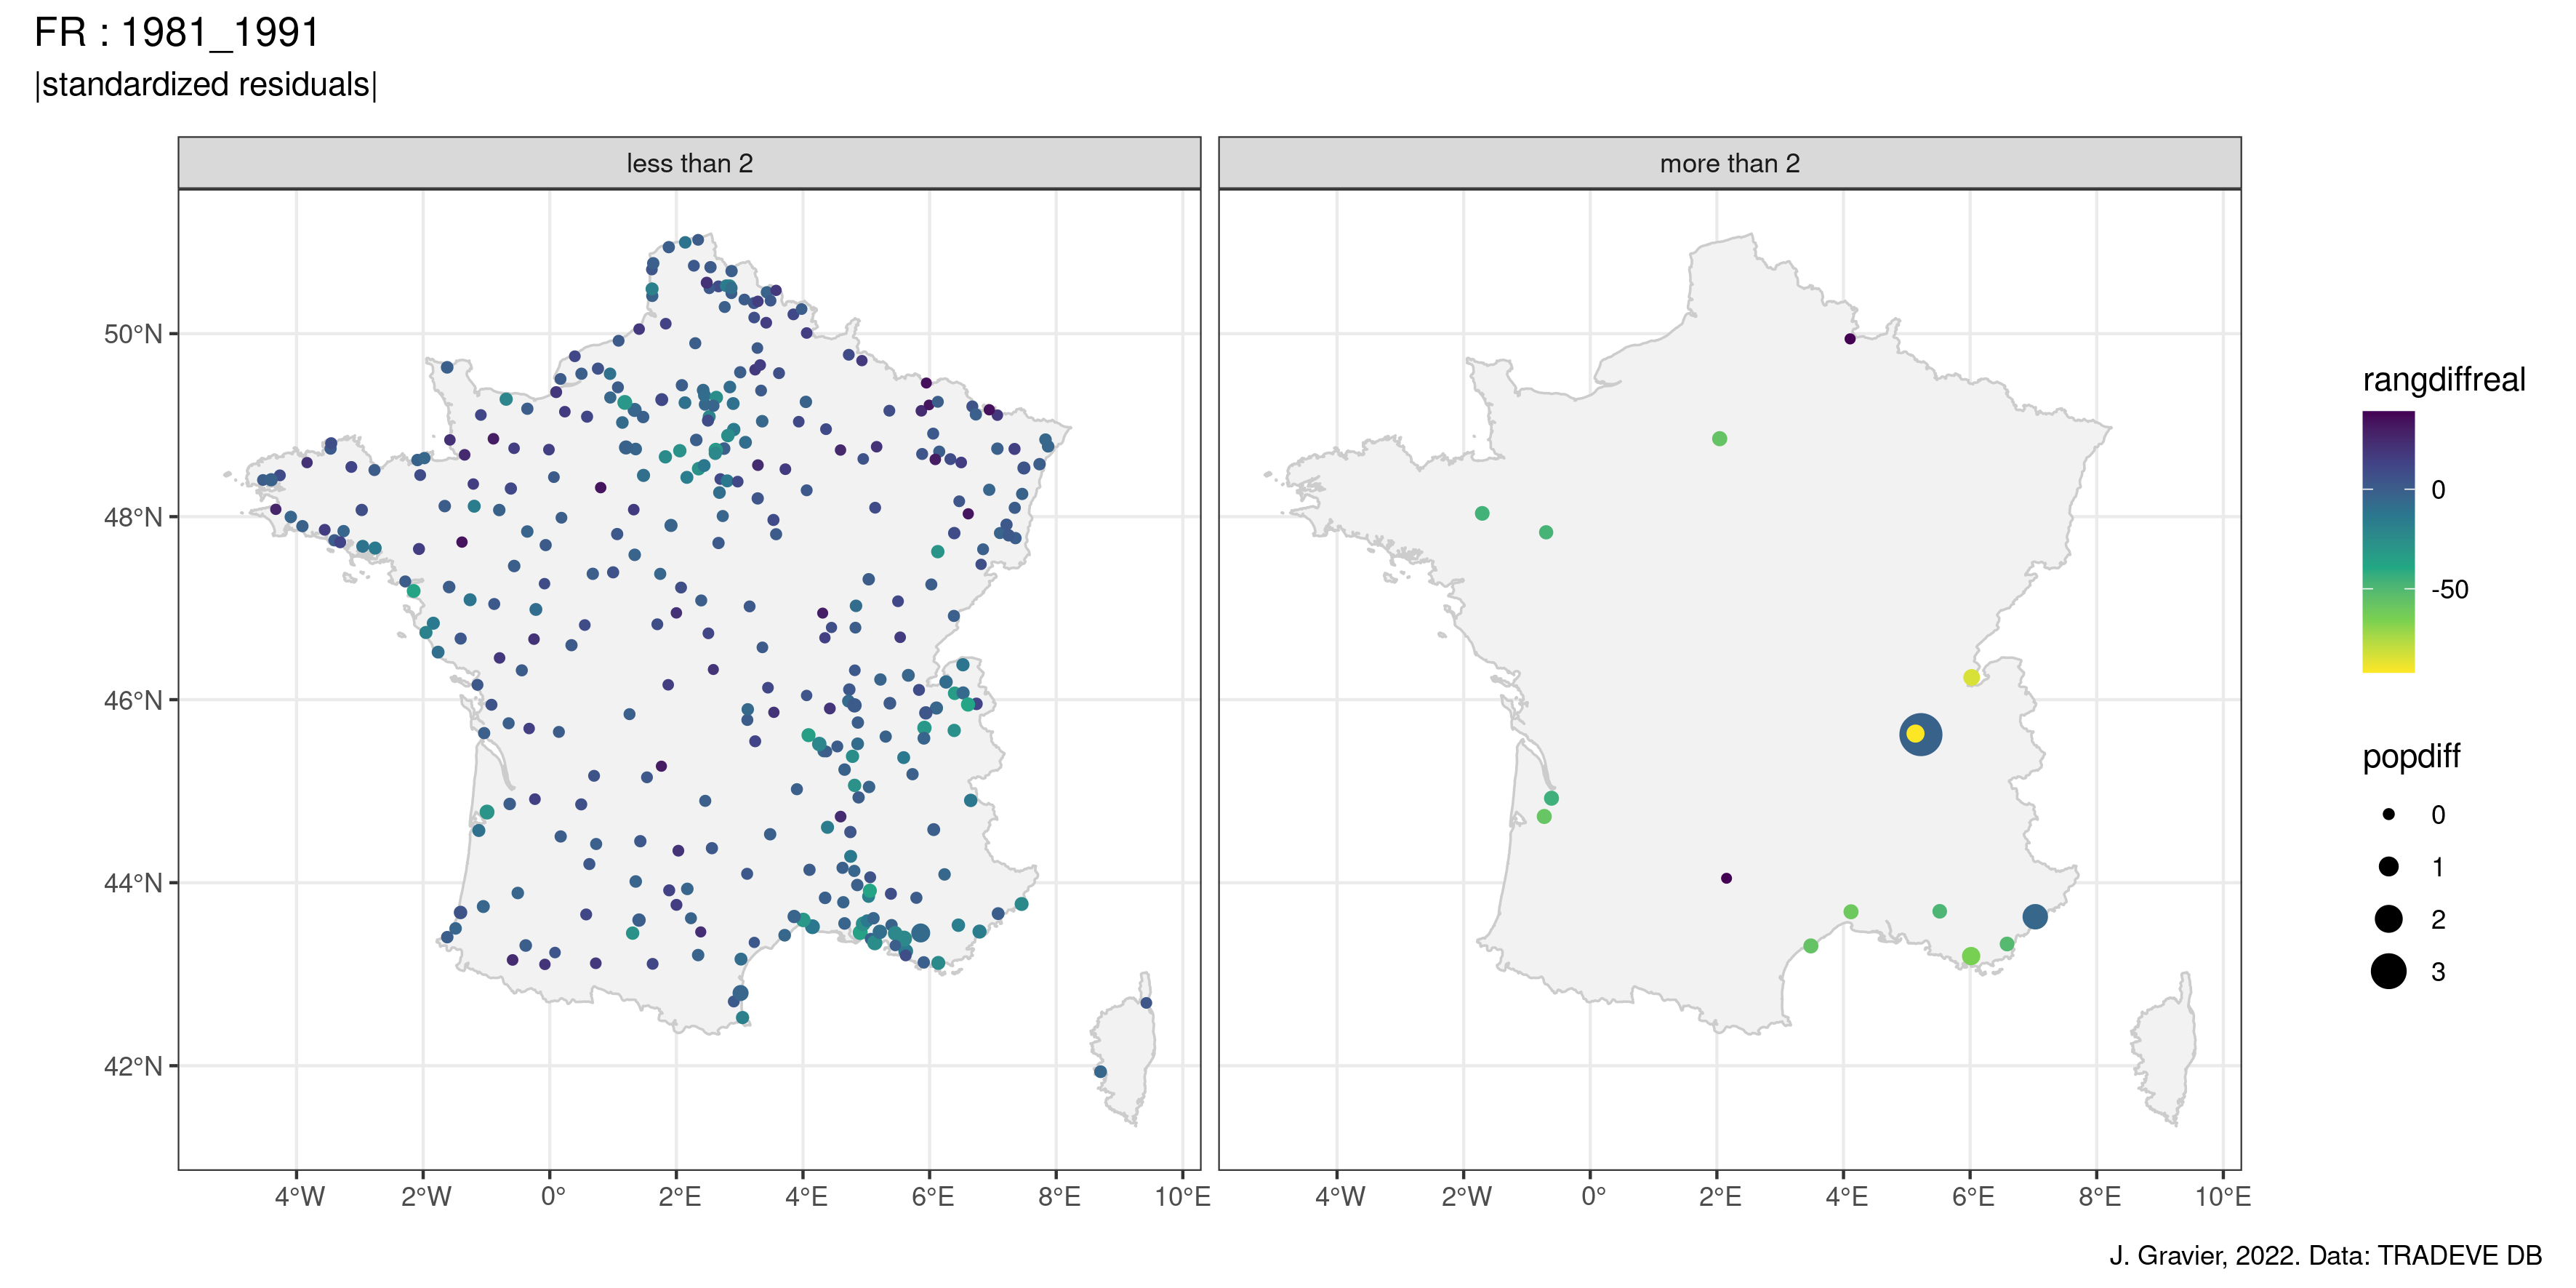 FR : 1981_1991
|standardized residuals|
less than 2
more than 2
50°N
48°N
46°N
44°N
42°N
4°W 2°W 0° 2°E 4°E 6°E 8°E 10°E
4°W 2°W 0° 2°E 4°E 6°E 8°E 10°E
rangdiffreal
0
-50
popdiff
0
1
2
3
J. Gravier, 2022. Data: TRADEVE DB